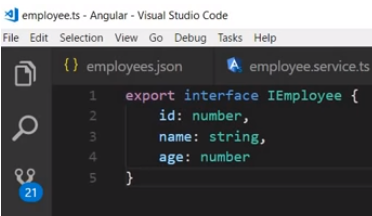 employee.ts - Angular - Visual Studio Code
File Edit Selection View Go Debug Tasks Help
{ } employees.json employee.service.ts
1 export interface IEmployee {
2 id: number,
3 name: string,
4 age: number
5 }
21